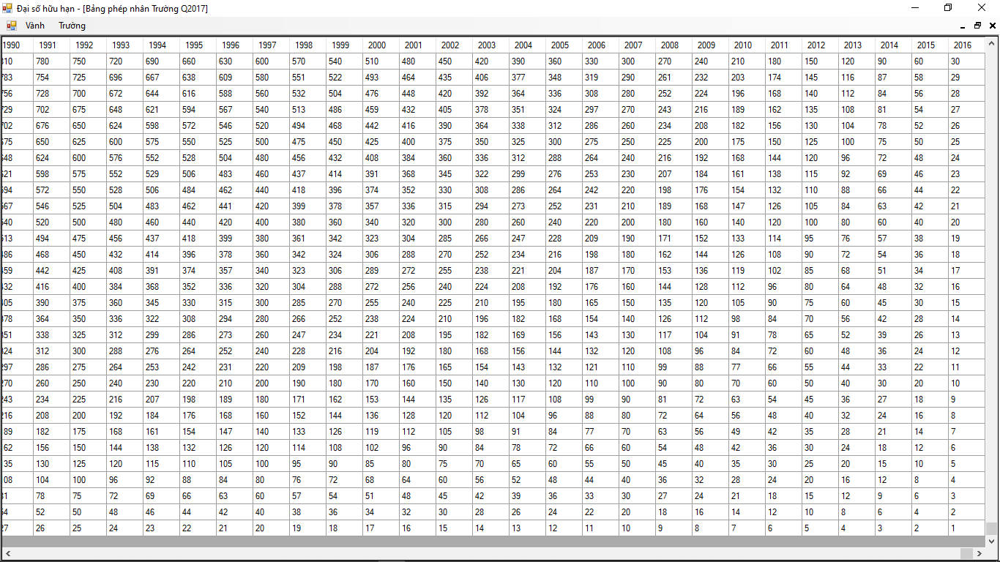 Đại số hữu hạn - [Bảng phép nhân Trường Q2017]
Vành Trường
1990 1991 1992 1993 1994 1995 1996 1997 1998 1999 2000 2001 2002 2003 2004 2005 2006 2007 2008 2009 2010 2011 2012 2013 2014 2015 2016
780 750 720 690 660 630 600 570 540 510 480 450 420 390 360 330 300 270 240 210 180 150 120 90 60 30
754 725 696 667 638 609 580 551 522 493 464 435 406 377 348 319 290 261 232 203 174 145 116 87 58 29
728 700 672 644 616 588 560 532 504 476 448 420 392 364 336 308 280 252 224 196 168 140 112 84 56 28
702 675 648 621 594 567 540 513 486 459 432 405 378 351 324 297 270 243 216 189 162 135 108 81 54 27
676 650 624 598 572 546 520 494 468 442 416 390 364 338 312 286 260 234 208 182 156 130 104 78 52 26
650 625 600 575 550 525 500 475 450 425 400 375 350 325 300 275 250 225 200 175 150 125 100 75 50 25
624 600 576 552 528 504 480 456 432 408 384 360 336 312 288 264 240 216 192 168 144 120 96 72 48 24
598 575 552 529 506 483 460 437 414 391 368 345 322 299 276 253 230 207 184 161 138 115 92 69 46 23
572 550 528 506 484 462 440 418 396 374 352 330 308 286 264 242 220 198 176 154 132 110 88 66 44 22
546 525 504 483 462 441 420 399 378 357 336 315 294 273 252 231 210 189 168 147 126 105 84 63 42 21
520 500 480 460 440 420 400 380 360 340 320 300 280 260 240 220 200 180 160 140 120 100 80 60 40 20
494 475 456 437 418 399 380 361 342 323 304 285 266 247 228 209 190 171 152 133 114 95 76 57 38 19
468 450 432 414 396 378 360 342 324 306 288 270 252 234 216 198 180 162 144 126 108 90 72 54 36 18
442 425 408 391 374 357 340 323 306 289 272 255 238 221 204 187 170 153 136 119 102 85 68 51 34 17
416 400 384 368 352 336 320 304 288 272 256 240 224 208 192 176 160 144 128 112 96 80 64 48 32 16
390 375 360 345 330 315 300 285 270 255 240 225 210 195 180 165 150 135 120 105 90 75 60 45 30 15
364 350 336 322 308 294 280 266 252 238 224 210 196 182 168 154 140 126 112 98 84 70 56 42 28 14
338 325 312 299 286 273 260 247 234 221 208 195 182 169 156 143 130 117 104 91 78 65 52 39 26 13
312 300 288 276 264 252 240 228 216 204 192 180 168 156 144 132 120 108 96 84 72 60 48 36 24 12
286 275 264 253 242 231 220 209 198 187 176 165 154 143 132 121 110 99 88 77 66 55 44 33 22 11
260 250 240 230 220 210 200 190 180 170 160 150 140 130 120 110 100 90 80 70 60 50 40 30 20 10
234 225 216 207 198 189 180 171 162 153 144 135 126 117 108 99 90 81 72 63 54 45 36 27 18 9
208 200 192 184 176 168 160 152 144 136 128 120 112 104 96 88 80 72 64 56 48 40 32 24 16 8
182 175 168 161 154 147 140 133 126 119 112 105 98 91 84 77 70 63 56 49 42 35 28 21 14 7
156 150 144 138 132 126 120 114 108 102 96 90 84 78 72 66 60 54 48 42 36 30 24 18 12 6
130 125 120 115 110 105 100 95 90 85 80 75 70 65 60 55 50 45 40 35 30 25 20 15 10 5
104 100 96 92 88 84 80 76 72 68 64 60 56 52 48 44 40 36 32 28 24 20 16 12 8 4
78 75 72 69 66 63 60 57 54 51 48 45 42 39 36 33 30 27 24 21 18 15 12 9 6 3
52 50 48 46 44 42 40 38 36 34 32 30 28 26 24 22 20 18 16 14 12 10 8 6 4 2
26 25 24 23 22 21 20 19 18 17 16 15 14 13 12 11 10 9 8 7 6 5 4 3 2 1